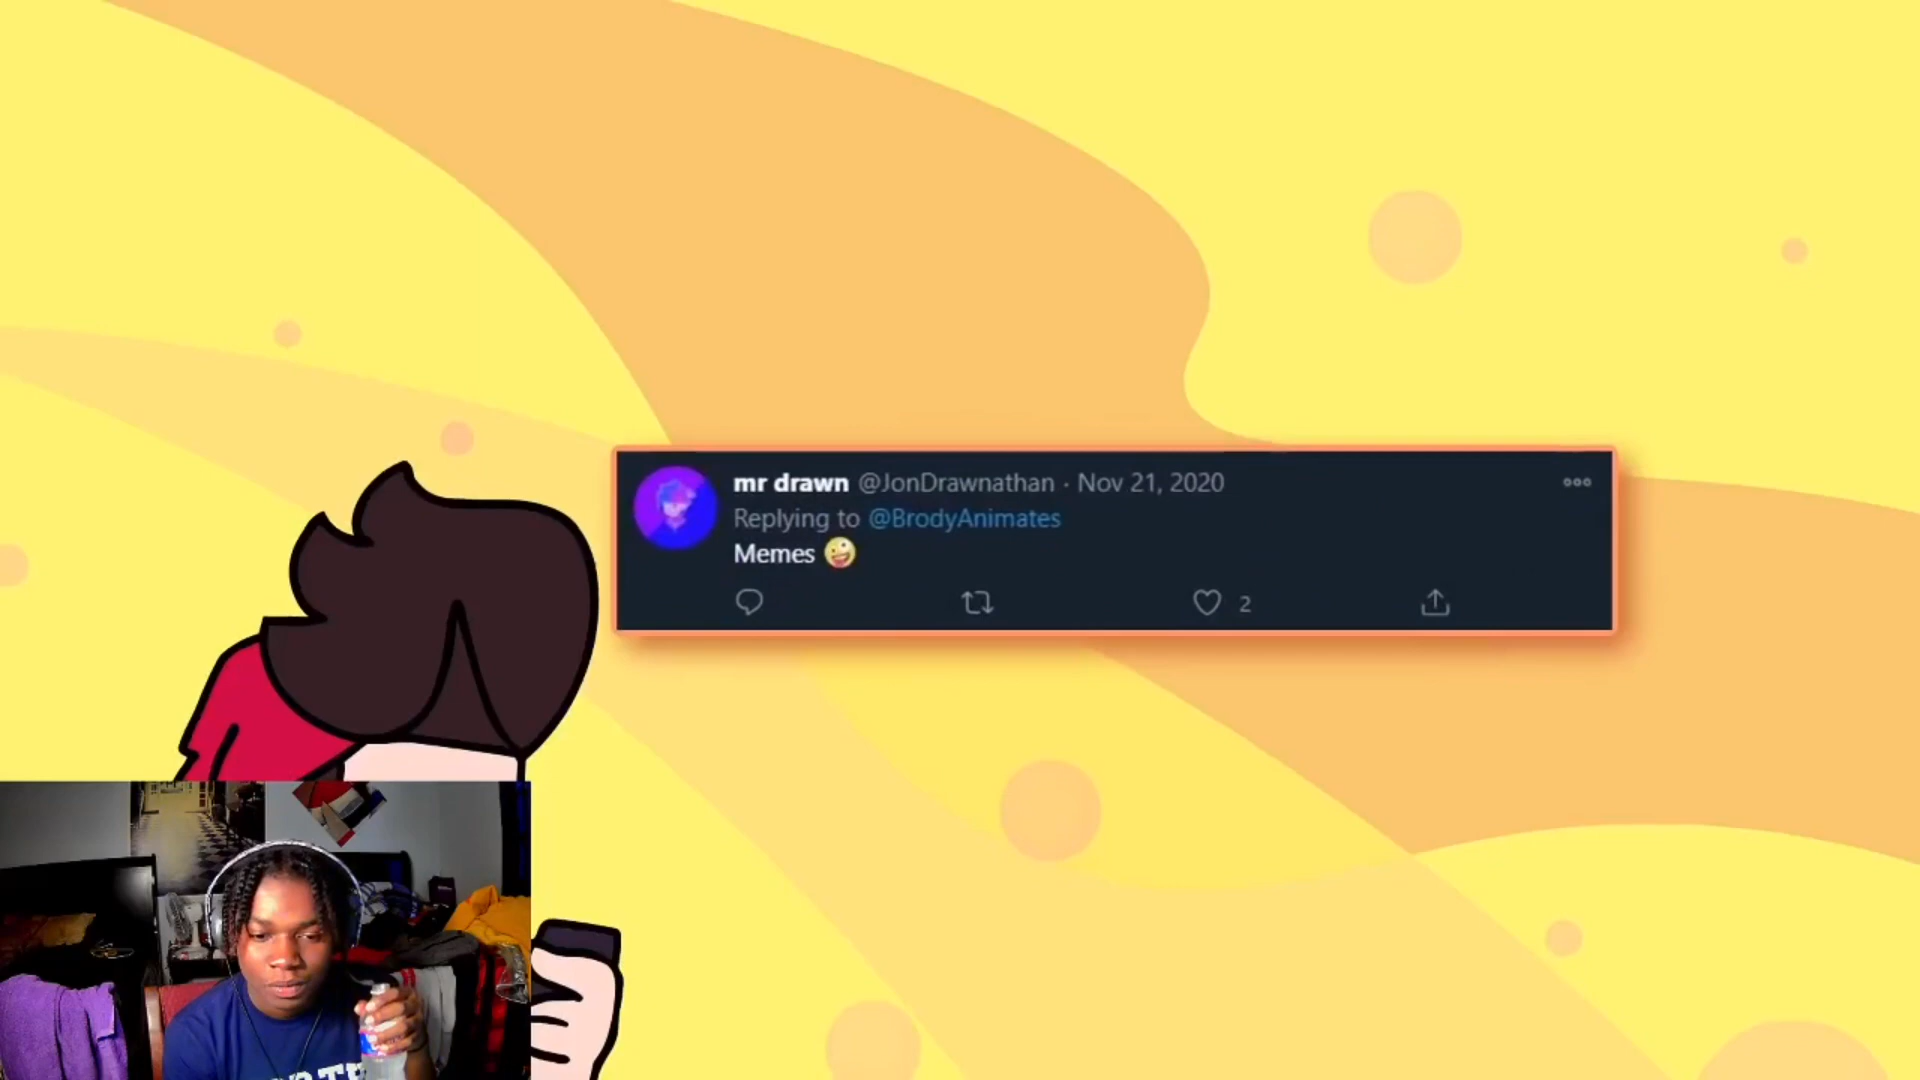 mr drawn @JonDrawnathan · Nov 21, 2020
Replying to @BrodyAnimates
Memes 🤪
2